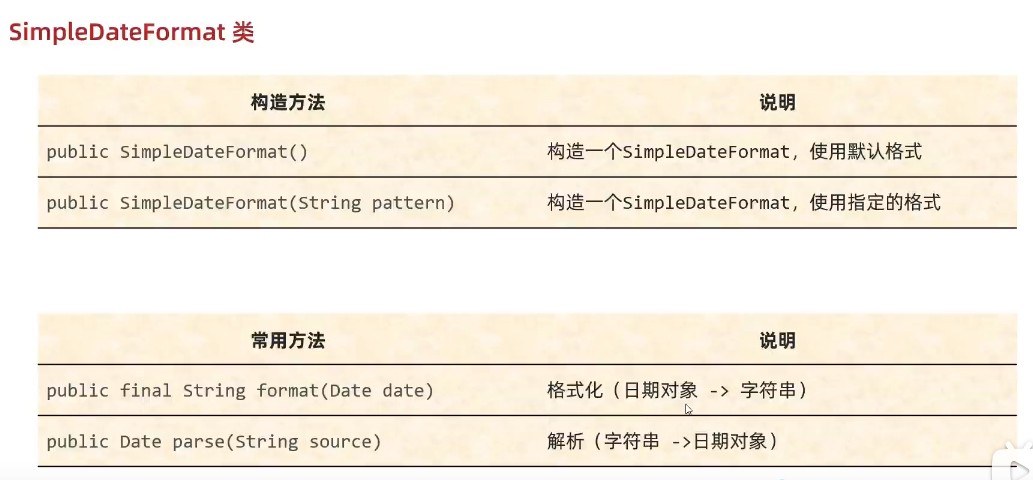 SimpleDateFormat 类
构造方法 说明
public SimpleDateFormat() 构造一个SimpleDateFormat，使用默认格式
public SimpleDateFormat(String pattern) 构造一个SimpleDateFormat，使用指定的格式
常用方法 说明
public final String format(Date date) 格式化（日期对象 -> 字符串）
public Date parse(String source) 解析（字符串 ->日期对象）